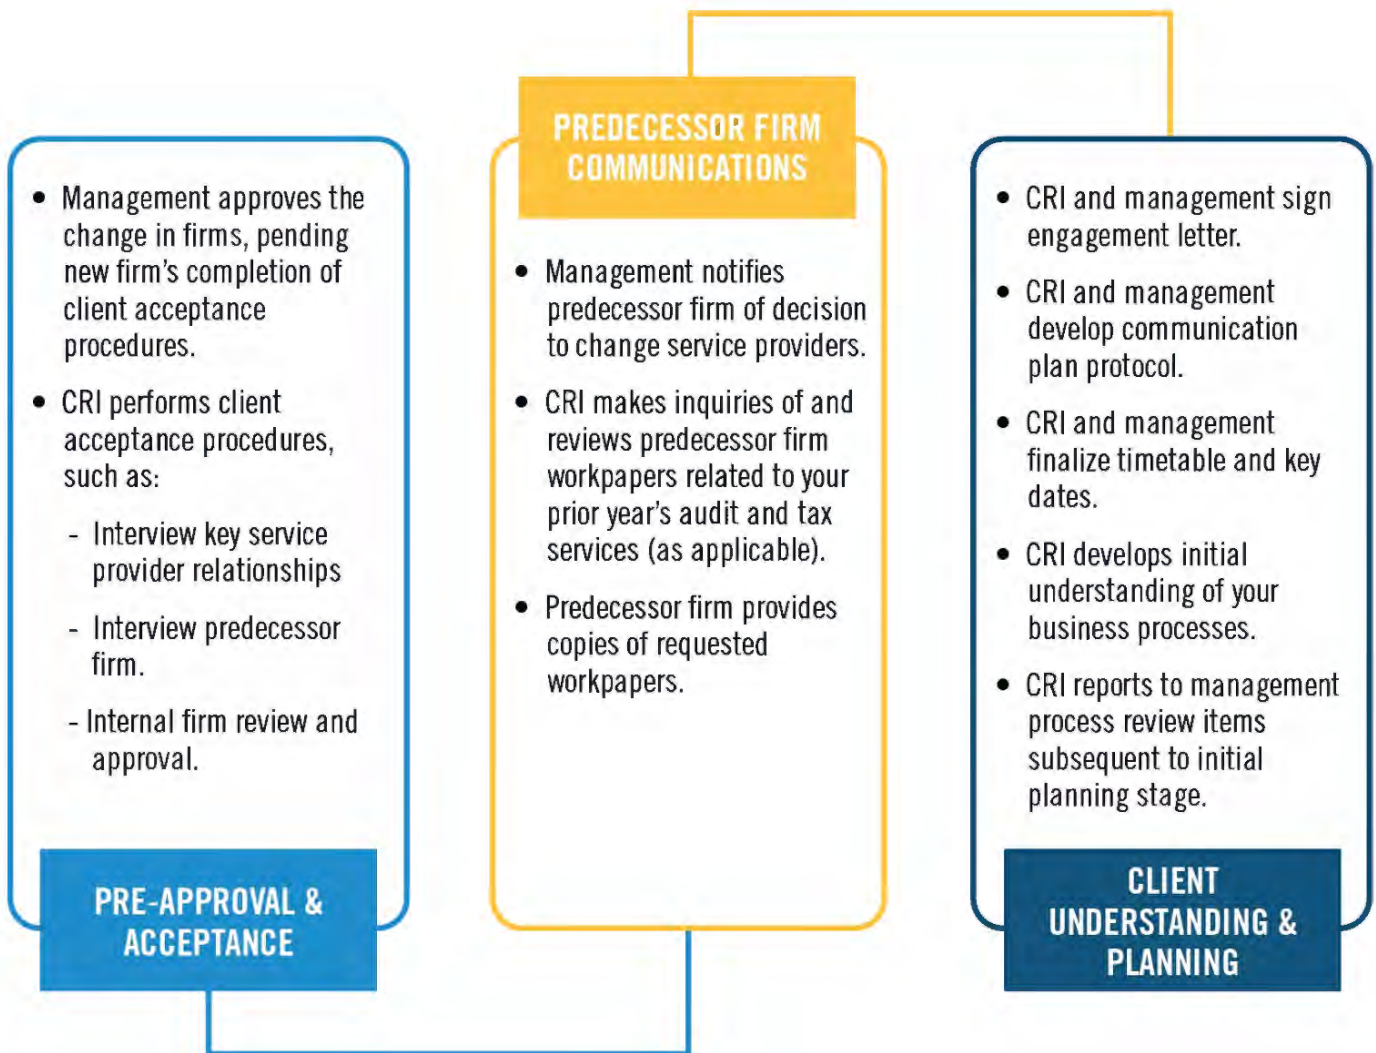 • Management approves the
change in firms, pending
new firm's completion of
client acceptance
procedures.
• CRI performs client
acceptance procedures,
such as:
- Interview key service
provider relationships
- Interview predecessor
firm.
- Internal firm review and
approval.
PRE-APPROVAL &
ACCEPTANCE
PREDECESSOR FIRM
COMMUNICATIONS
• Management notifies
predecessor firm of decision
to change service providers.
• CRI makes inquiries of and
reviews predecessor firm
workpapers related to your
prior year's audit and tax
services (as applicable).
• Predecessor firm provides
copies of requested
workpapers.
• CRI and management sign
engagement letter.
• CRI and management
develop communication
plan protocol.
• CRI and management
finalize timetable and key
dates.
• CRI develops initial
understanding of your
business processes.
• CRI reports to management
process review items
subsequent to initial
planning stage.
CLIENT
UNDERSTANDING &
PLANNING